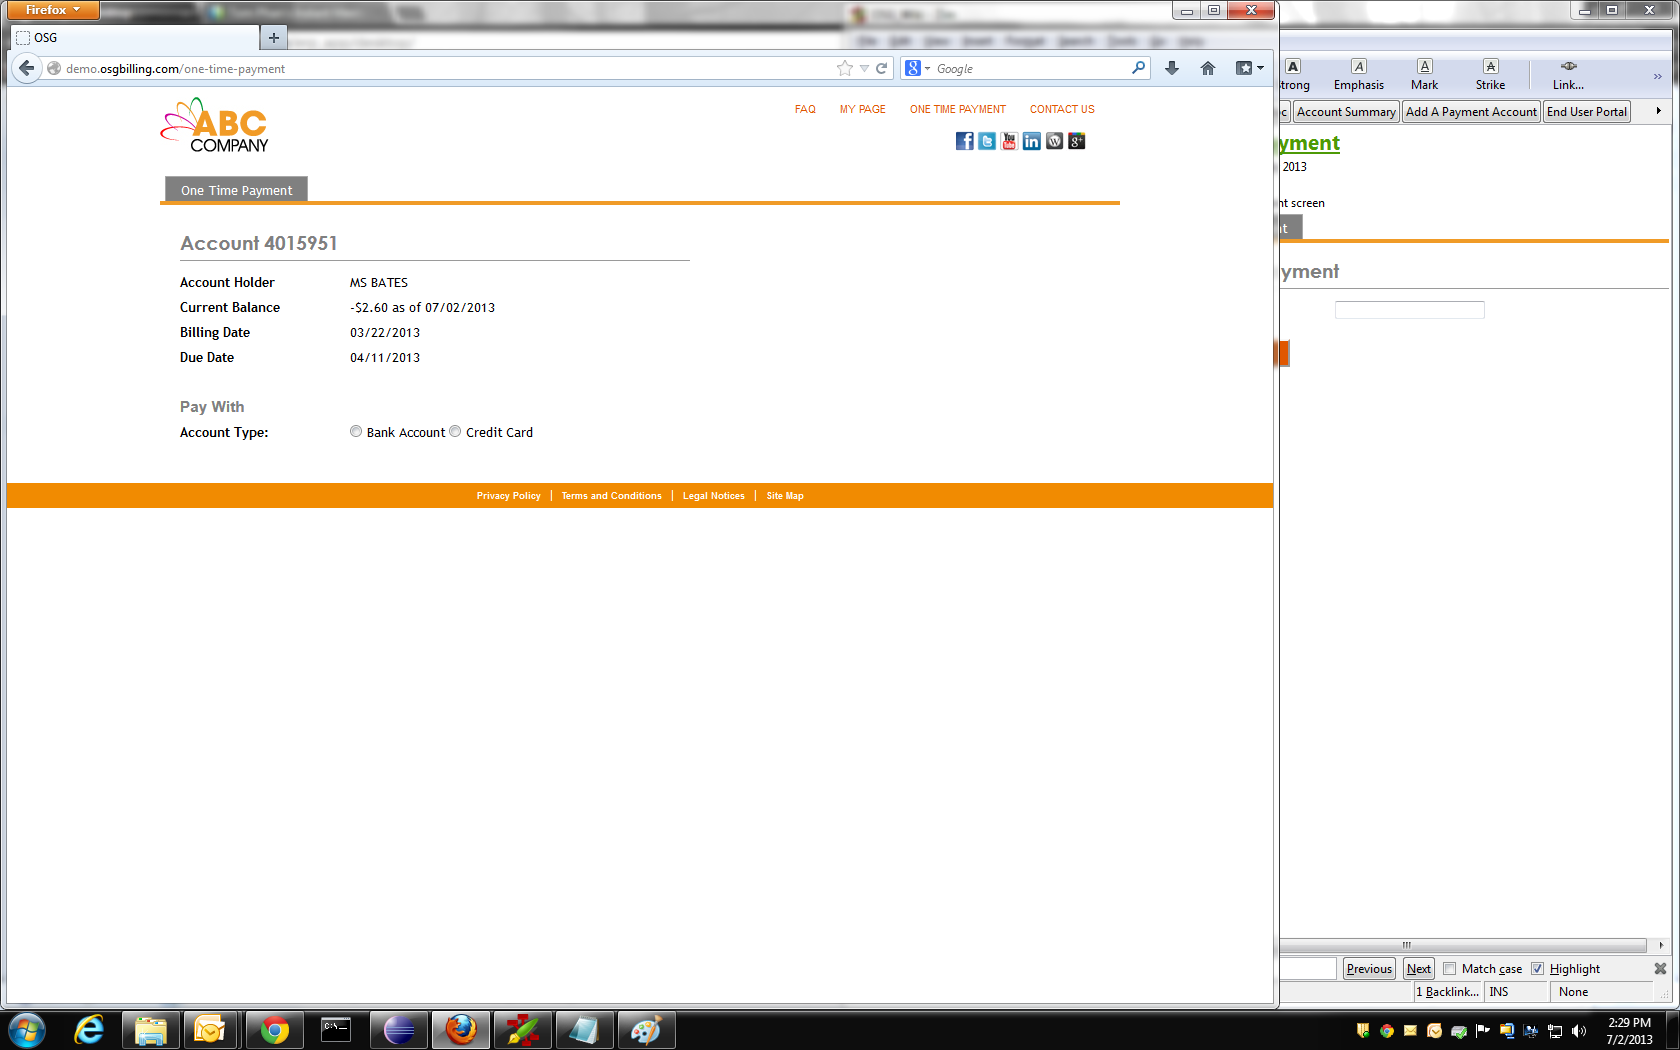 Firefox
OSG
demo.osgbilling.com/one-time-payment
Google
ABC
COMPANY
FAQ MY PAGE ONE TIME PAYMENT CONTACT US
One Time Payment
Account 4015951
Account Holder MS BATES
Current Balance -$2.60 as of 07/02/2013
Billing Date 03/22/2013
Due Date 04/11/2013
Pay With
Account Type: Bank Account Credit Card
Privacy Policy | Terms and Conditions | Legal Notices | Site Map
trong Emphasis Mark Strike Link...
Account Summary Add A Payment Account End User Portal
yment
2013
nt screen
yment
Previous Next Match case Highlight
1 Backlink... INS None
2:29 PM
7/2/2013